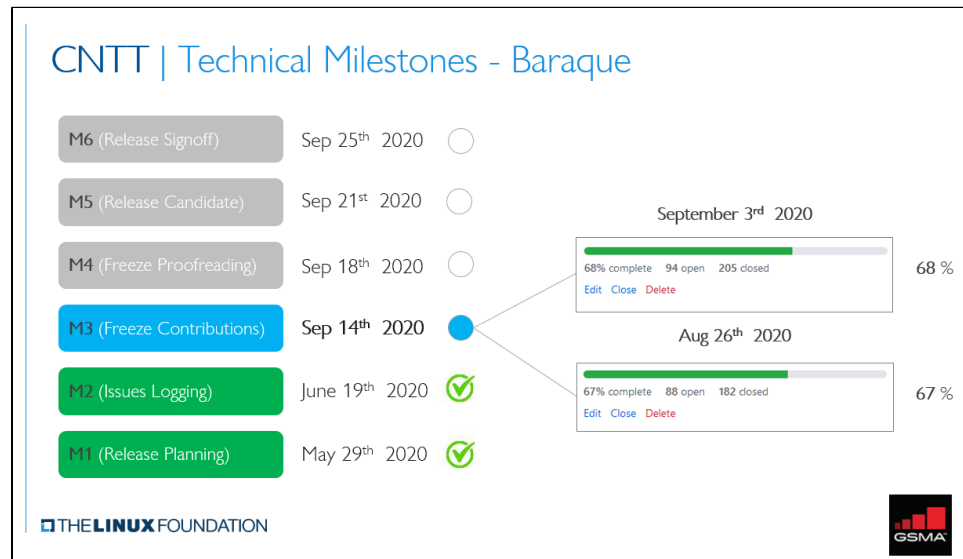 CNTT | Technical Milestones - Baraque
M6 (Release Signoff) Sep 25th 2020
M5 (Release Candidate) Sep 21st 2020
September 3rd 2020
M4 (Freeze Proofreading) Sep 18th 2020
68% complete 94 open 205 closed
Edit Close Delete
68 %
M3 (Freeze Contributions) Sep 14th 2020
Aug 26th 2020
M2 (Issues Logging) June 19th 2020
67% complete 88 open 182 closed
Edit Close Delete
67 %
M1 (Release Planning) May 29th 2020
THE LINUX FOUNDATION
GSMA